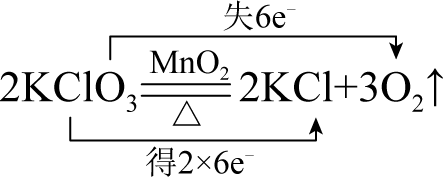 失6e⁻
MnO₂
2KClO₃ 2KCl+3O₂↑
△
得2×6e⁻